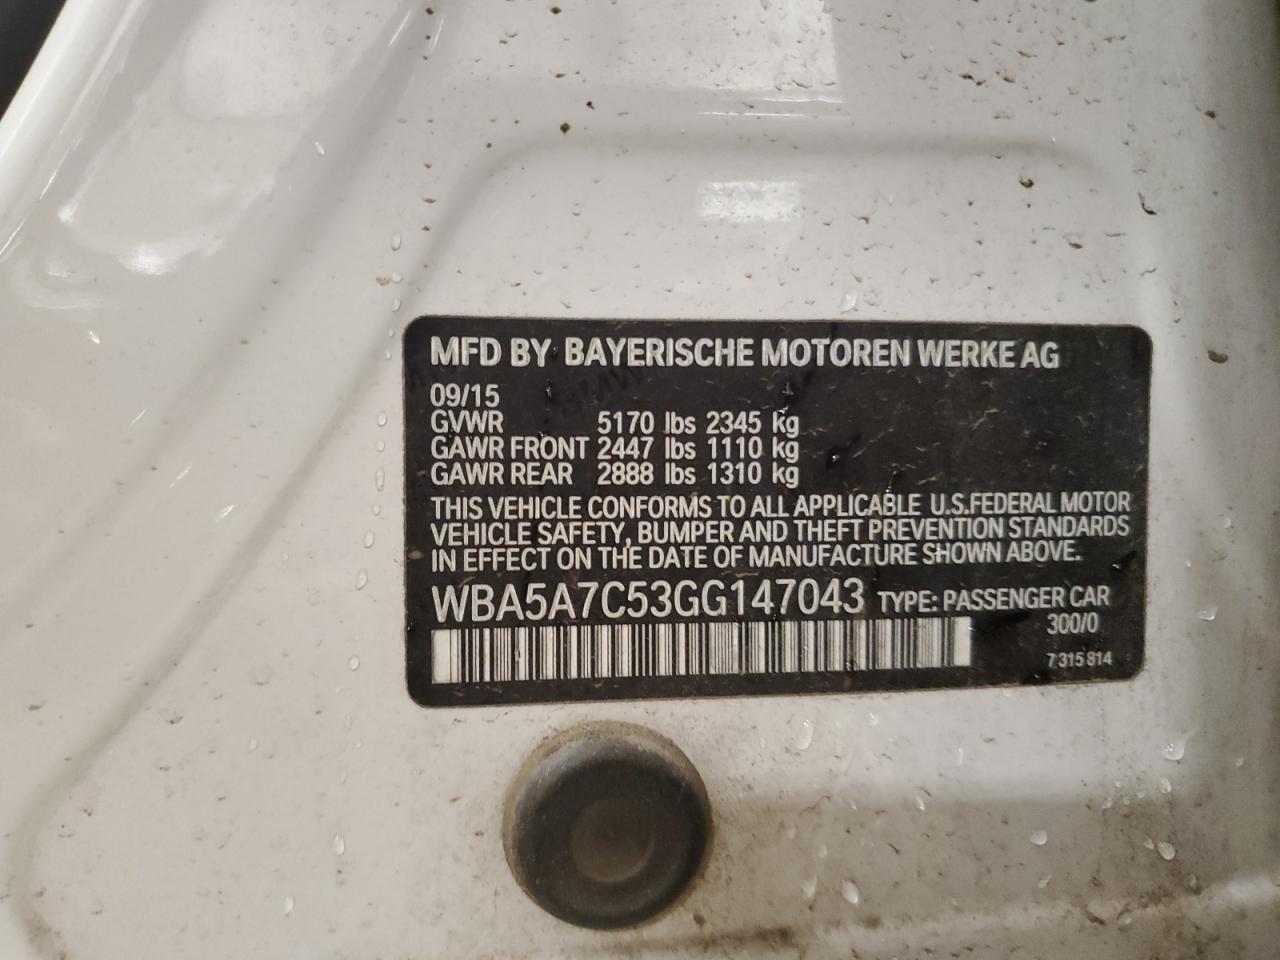 MFD BY BAYERISCHE MOTOREN WERKE AG
09/15
GVWR 5170 lbs 2345 kg
GAWR FRONT 2447 lbs 1110 kg
GAWR REAR 2888 lbs 1310 kg
THIS VEHICLE CONFORMS TO ALL APPLICABLE U.S.FEDERAL MOTOR
VEHICLE SAFETY, BUMPER AND THEFT PREVENTION STANDARDS
IN EFFECT ON THE DATE OF MANUFACTURE SHOWN ABOVE.
WBA5A7C53GG147043 TYPE: PASSENGER CAR
300/0
7 315 814